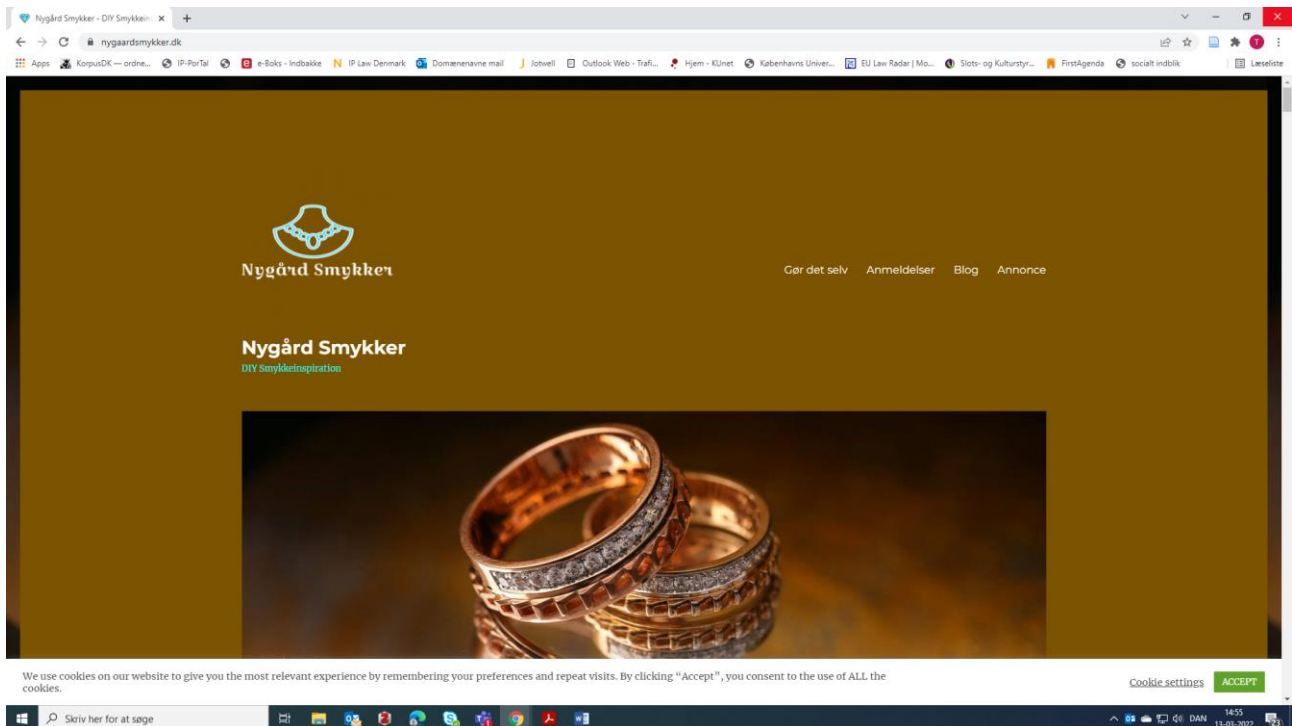 Nygård Smykker - DIY Smykkein
nygaardsmykker.dk
Apps KorpusDK — ordne... IP-PorTal e-Boks - Indbakke IP Law Denmark Domænenavne mail Jotwell Outlook Web - Trafi... Hjem - KUnet Københavns Univer... EU Law Radar | Mo... Slots- og Kulturstyr... FirstAgenda socialt indblik Læseliste
Nygård Smykker
Gør det selv Anmeldelser Blog Annonce
Nygård Smykker
DIY Smykkeinspiration
We use cookies on our website to give you the most relevant experience by remembering your preferences and repeat visits. By clicking “Accept”, you consent to the use of ALL the
cookies.
Cookie settings ACCEPT
Skriv her for at søge
DAN
14:55
13-03-2022
23